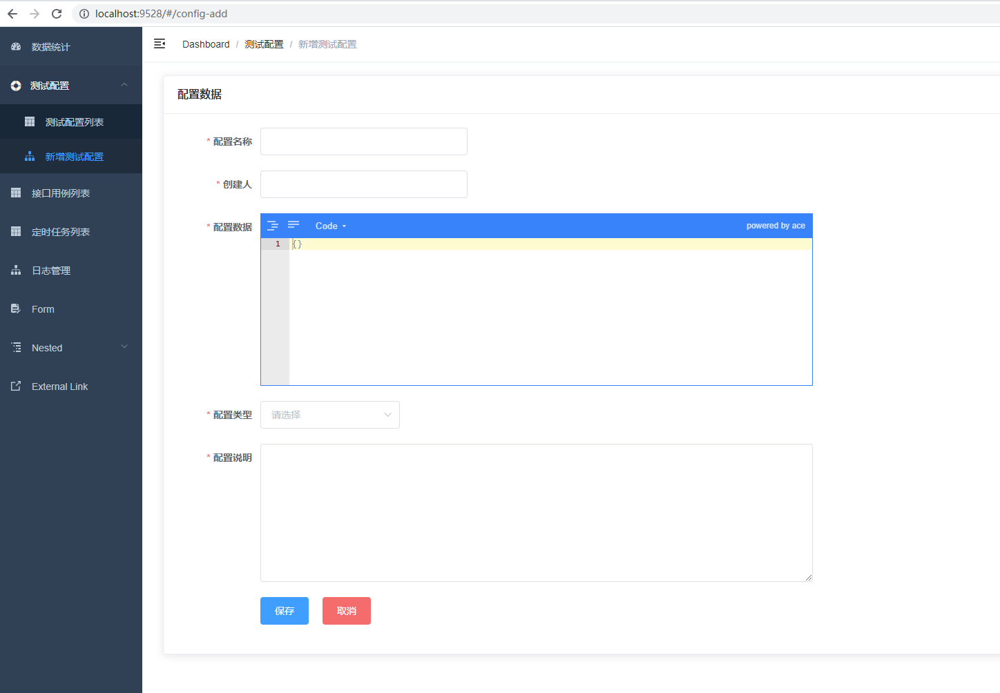 localhost:9528/#/config-add
数据统计
测试配置
测试配置列表
新增测试配置
接口用例列表
定时任务列表
日志管理
Form
Nested
External Link
Dashboard / 测试配置 / 新增测试配置
配置数据
* 配置名称
* 创建人
* 配置数据
Code
powered by ace
1 {}
* 配置类型 请选择
* 配置说明
保存 取消